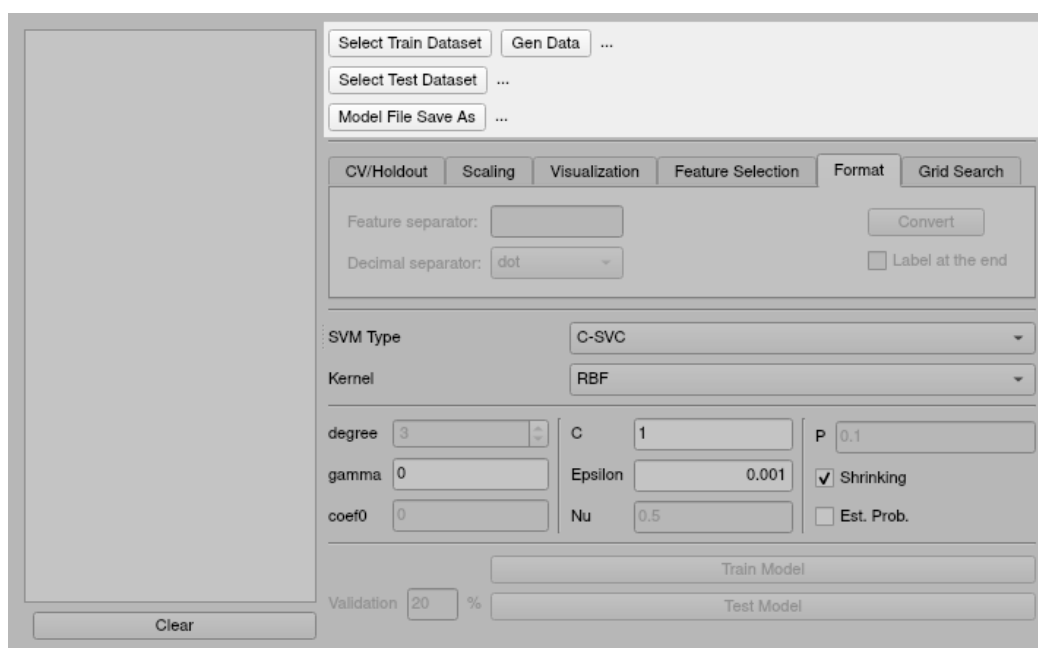 Select Train Dataset Gen Data ...
Select Test Dataset ...
Model File Save As ...
CV/Holdout Scaling Visualization Feature Selection Format Grid Search
Feature separator: Convert
Decimal separator: dot Label at the end
SVM Type C-SVC
Kernel RBF
degree 3 C 1 P 0.1
gamma 0 Epsilon 0.001 Shrinking
coef0 0 Nu 0.5 Est. Prob.
Train Model
Validation 20 % Test Model
Clear